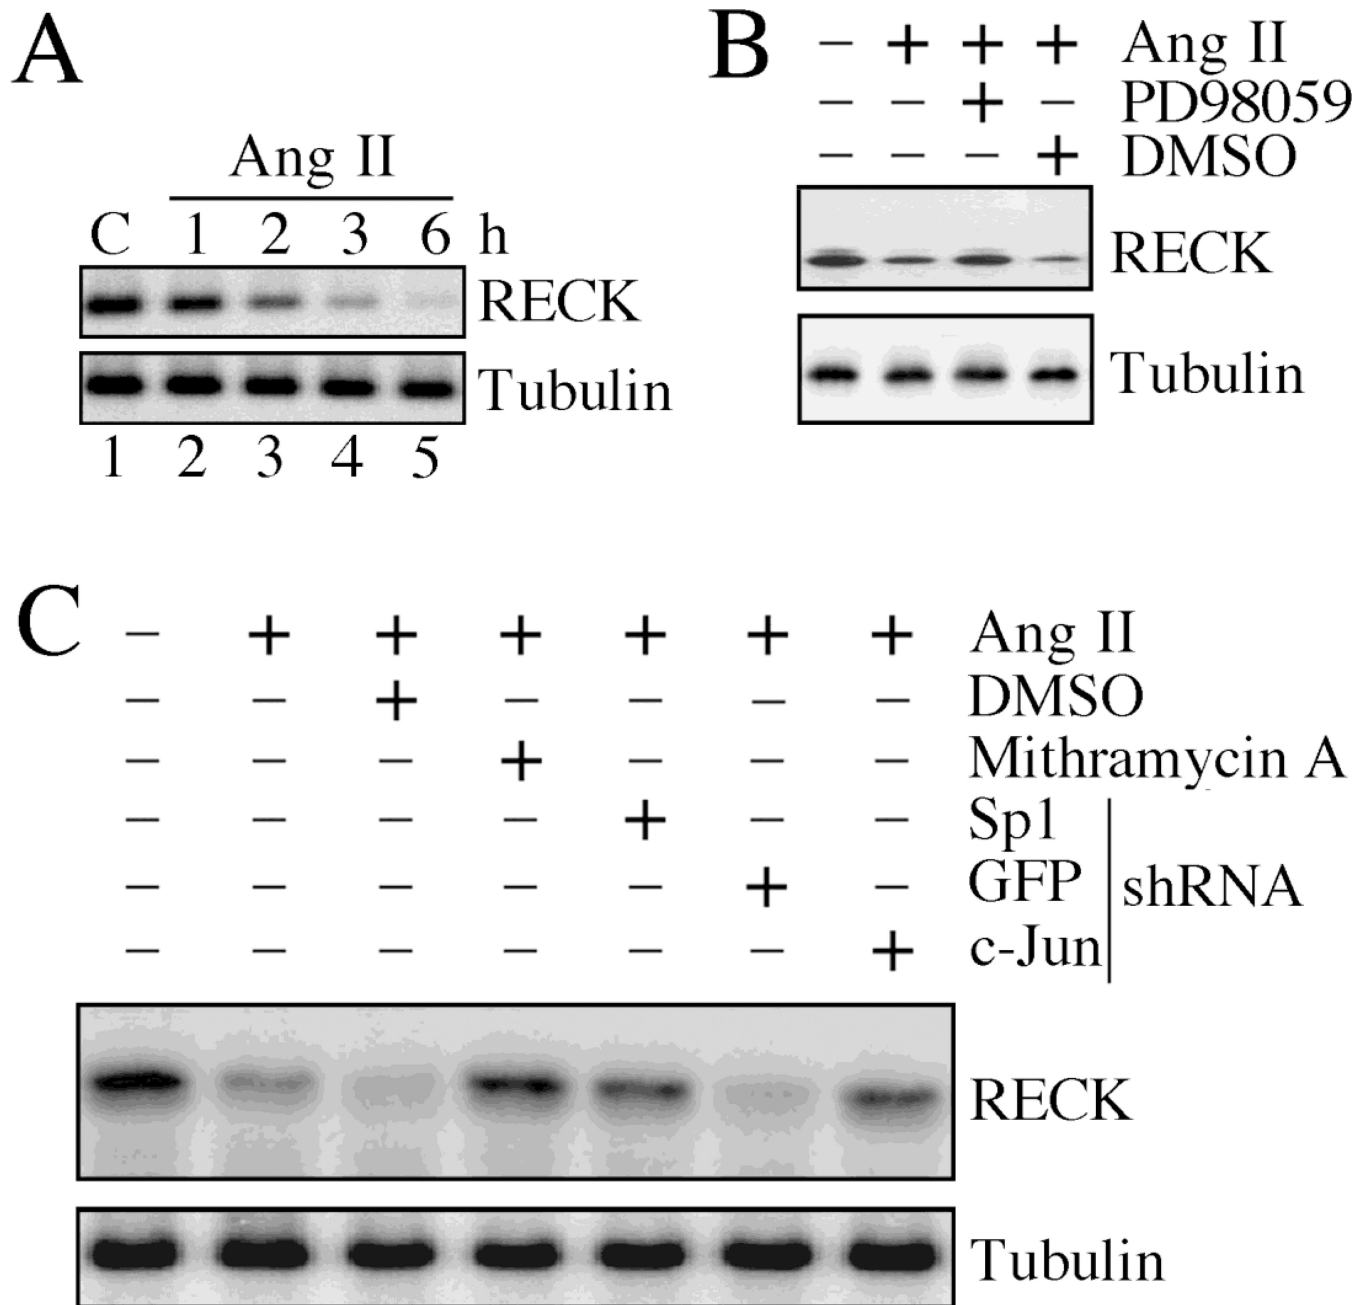 A
Ang II
C 1 2 3 6 h
RECK
Tubulin
1 2 3 4 5
B
− + + + Ang II
− − + − PD98059
− − − + DMSO
RECK
Tubulin
C
− + + + + + + Ang II
− − + − − − − DMSO
− − − + − − − Mithramycin A
− − − − + − − Sp1
− − − − − + − GFP shRNA
− − − − − − + c-Jun
RECK
Tubulin